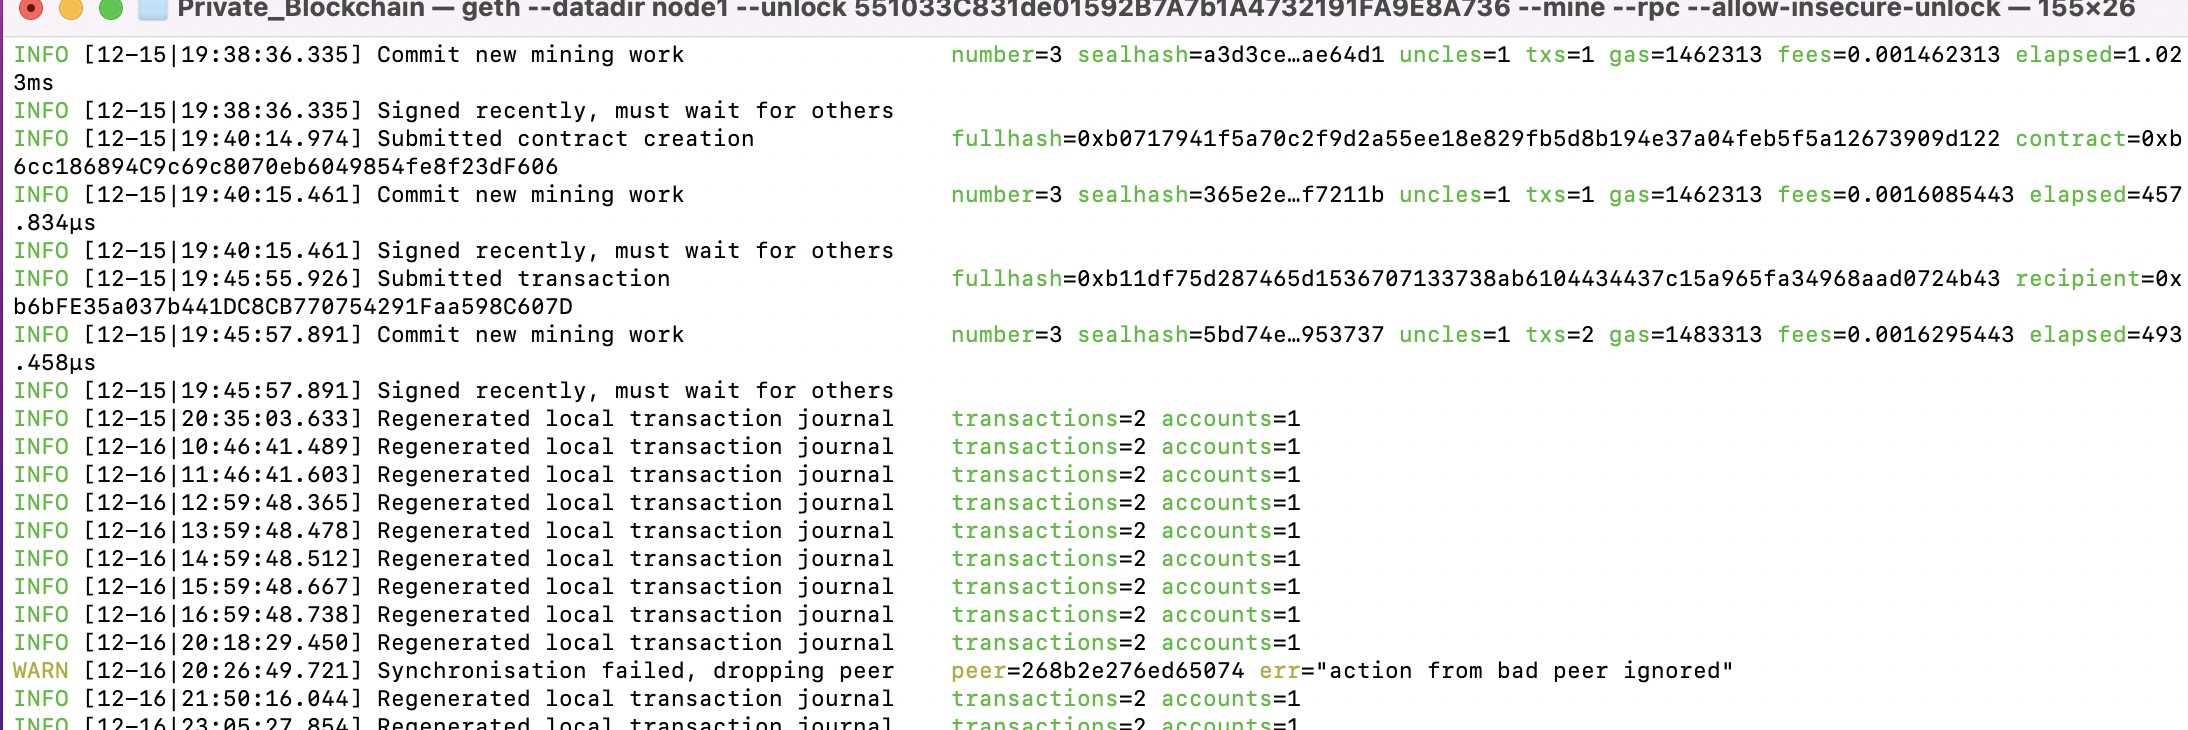 Private_Blockchain — geth --datadir node1 --unlock 551033C831de01592B7A7b1A4732191FA9E8A736 --mine --rpc --allow-insecure-unlock — 155×26
INFO [12-15|19:38:36.335] Commit new mining work number=3 sealhash=a3d3ce…ae64d1 uncles=1 txs=1 gas=1462313 fees=0.001462313 elapsed=1.02
3ms
INFO [12-15|19:38:36.335] Signed recently, must wait for others
INFO [12-15|19:40:14.974] Submitted contract creation fullhash=0xb0717941f5a70c2f9d2a55ee18e829fb5d8b194e37a04feb5f5a12673909d122 contract=0xb
6cc186894C9c69c8070eb6049854fe8f23dF606
INFO [12-15|19:40:15.461] Commit new mining work number=3 sealhash=365e2e…f7211b uncles=1 txs=1 gas=1462313 fees=0.0016085443 elapsed=457
.834µs
INFO [12-15|19:40:15.461] Signed recently, must wait for others
INFO [12-15|19:45:55.926] Submitted transaction fullhash=0xb11df75d287465d1536707133738ab6104434437c15a965fa34968aad0724b43 recipient=0x
b6bFE35a037b441DC8CB770754291Faa598C607D
INFO [12-15|19:45:57.891] Commit new mining work number=3 sealhash=5bd74e…953737 uncles=1 txs=2 gas=1483313 fees=0.0016295443 elapsed=493
.458µs
INFO [12-15|19:45:57.891] Signed recently, must wait for others
INFO [12-15|20:35:03.633] Regenerated local transaction journal transactions=2 accounts=1
INFO [12-16|10:46:41.489] Regenerated local transaction journal transactions=2 accounts=1
INFO [12-16|11:46:41.603] Regenerated local transaction journal transactions=2 accounts=1
INFO [12-16|12:59:48.365] Regenerated local transaction journal transactions=2 accounts=1
INFO [12-16|13:59:48.478] Regenerated local transaction journal transactions=2 accounts=1
INFO [12-16|14:59:48.512] Regenerated local transaction journal transactions=2 accounts=1
INFO [12-16|15:59:48.667] Regenerated local transaction journal transactions=2 accounts=1
INFO [12-16|16:59:48.738] Regenerated local transaction journal transactions=2 accounts=1
INFO [12-16|20:18:29.450] Regenerated local transaction journal transactions=2 accounts=1
WARN [12-16|20:26:49.721] Synchronisation failed, dropping peer peer=268b2e276ed65074 err="action from bad peer ignored"
INFO [12-16|21:50:16.044] Regenerated local transaction journal transactions=2 accounts=1
INFO [12-16|23:05:27.854] Regenerated local transaction journal transactions=2 accounts=1